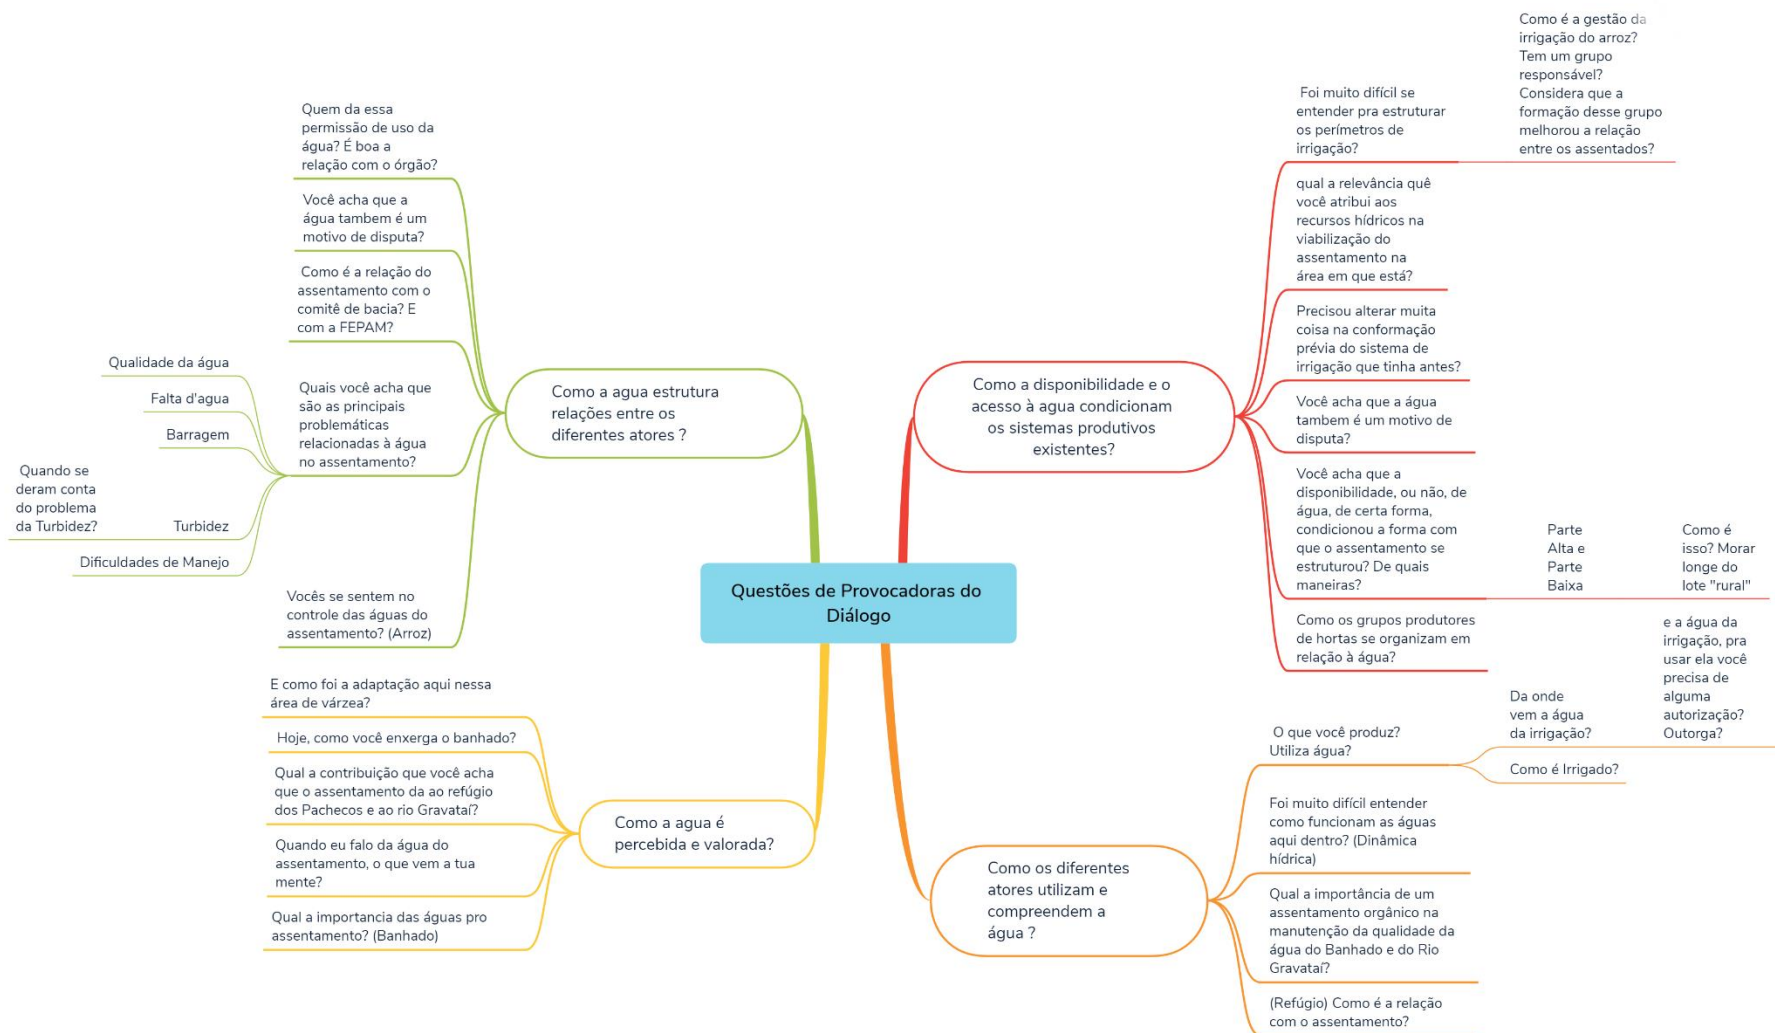 Questões de Provocadoras do
Diálogo
Como a agua estrutura
relações entre os
diferentes atores ?
Quem da essa
permissão de uso da
água? É boa a
relação com o órgão?
Você acha que a
água tambem é um
motivo de disputa?
Como é a relação do
assentamento com o
comitê de bacia? E
com a FEPAM?
Quais você acha que
são as principais
problemáticas
relacionadas à água
no assentamento?
Qualidade da água
Falta d'agua
Barragem
Turbidez
Quando se
deram conta
do problema
da Turbidez?
Dificuldades de Manejo
Vocês se sentem no
controle das águas do
assentamento? (Arroz)
Como a agua é
percebida e valorada?
E como foi a adaptação aqui nessa
área de várzea?
Hoje, como você enxerga o banhado?
Qual a contribuição que você acha
que o assentamento da ao refúgio
dos Pachecos e ao rio Gravataí?
Quando eu falo da água do
assentamento, o que vem a tua
mente?
Qual a importancia das águas pro
assentamento? (Banhado)
Como a disponibilidade e o
acesso à agua condicionam
os sistemas produtivos
existentes?
Foi muito difícil se
entender pra estruturar
os perímetros de
irrigação?
Como é a gestão da
irrigação do arroz?
Tem um grupo
responsável?
Considera que a
formação desse grupo
melhorou a relação
entre os assentados?
qual a relevância quê
você atribui aos
recursos hídricos na
viabilização do
assentamento na
área em que está?
Precisou alterar muita
coisa na conformação
prévia do sistema de
irrigação que tinha antes?
Você acha que a água
tambem é um motivo de
disputa?
Você acha que a
disponibilidade, ou não, de
água, de certa forma,
condicionou a forma com
que o assentamento se
estruturou? De quais
maneiras?
Parte
Alta e
Parte
Baixa
Como é
isso? Morar
longe do
lote "rural"
Como os grupos produtores
de hortas se organizam em
relação à água?
Como os diferentes
atores utilizam e
compreendem a
água ?
O que você produz?
Utiliza água?
Da onde
vem a água
da irrigação?
e a água da
irrigação, pra
usar ela você
precisa de
alguma
autorização?
Outorga?
Como é Irrigado?
Foi muito difícil entender
como funcionam as águas
aqui dentro? (Dinâmica
hídrica)
Qual a importância de um
assentamento orgânico na
manutenção da qualidade da
água do Banhado e do Rio
Gravataí?
(Refúgio) Como é a relação
com o assentamento?